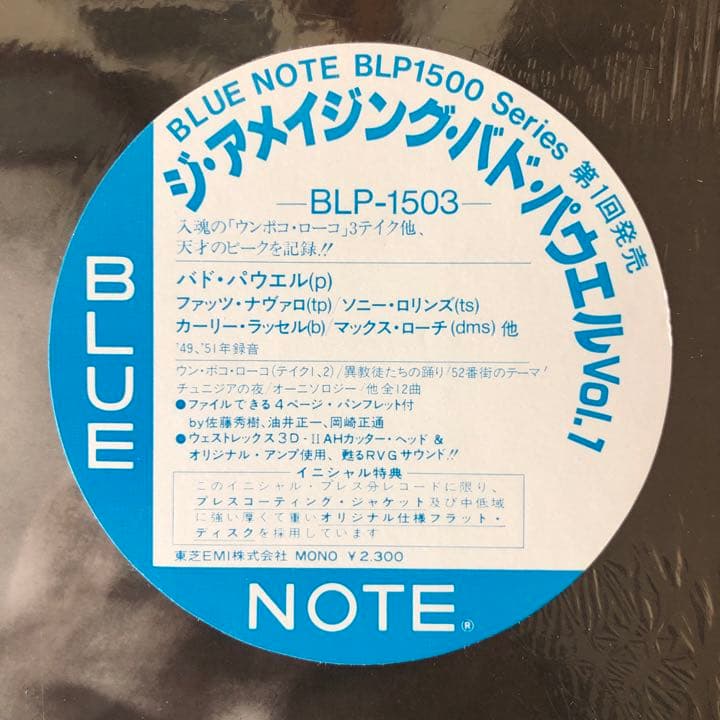 BLUE NOTE BLP1500 Series 第1回発売
ジ・アメイジング・バド・パウエルVol.1
BLP-1503
入魂の「ウンポコ・ローコ」3テイク他、
天才のピークを記録.!!
バド・パウエル(p)
ファッツ・ナヴァロ(tp)/ソニー・ロリンズ(ts)
カーリー・ラッセル(b)/マックス・ローチ(dms) 他
'49、'51年録音
ウン・ポコ・ローコ(テイク1、2)/異教徒たちの踊り/52番街のテーマ/
チュニジアの夜/オーニソロジー/他全12曲
●ファイルできる4ページ・パンフレット付
by佐藤秀樹、油井正一、岡崎正通
●ウェストレックス3D-IIAHカッター・ヘッド &
オリジナル・アンプ使用、甦るRVGサウンド.!!
イニシャル特典
このイニシャル・プレス分レコードに限り、
プレスコーティング・ジャケット及び中低域
に強い厚くて重いオリジナル仕様フラット・
ディスクを採用しています
東芝EMI株式会社 MONO ¥2.300
BLUE
NOTE®